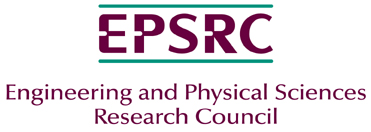 EPSRC
Engineering and Physical Sciences
Research Council